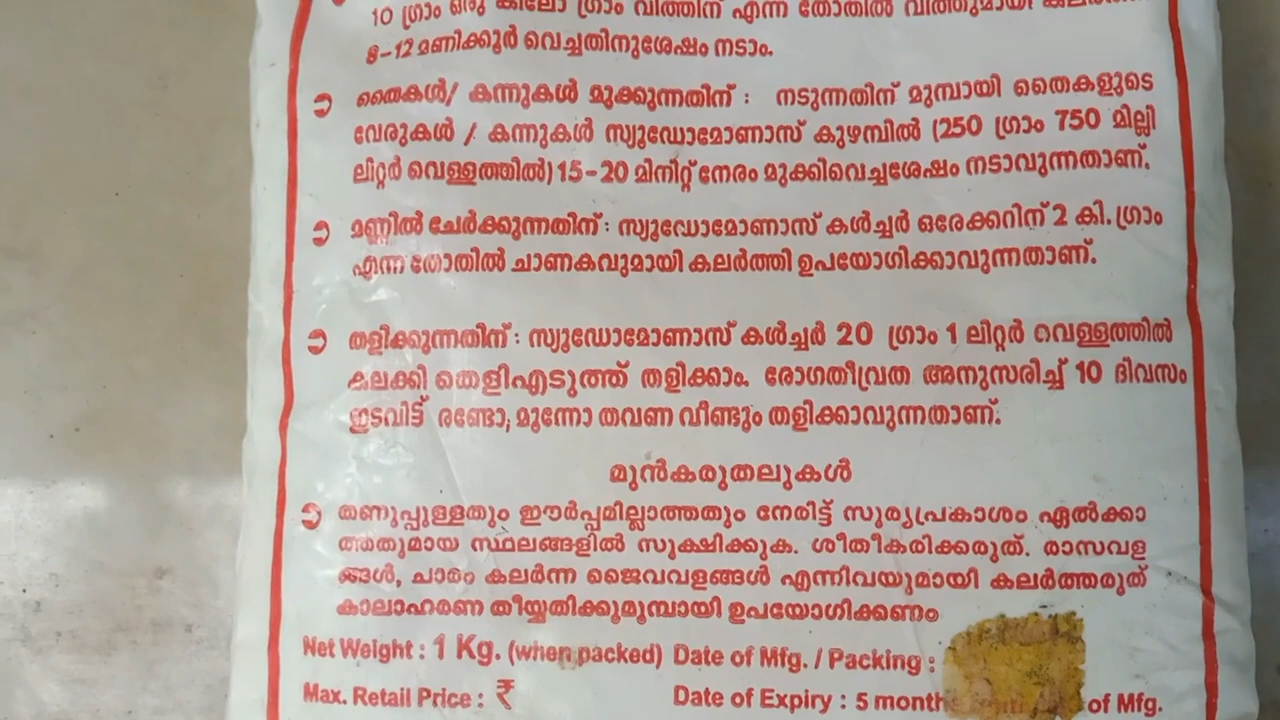 10 ഗ്രാം ഒരു കിലോ ഗ്രാം വിത്തിന് എന്ന തോതിൽ വിത്തുമായി
8-12 മണിക്കൂർ വെച്ചതിനുശേഷം നടാം.
തൈകൾ/ കന്നുകൾ മുക്കുന്നതിന് : നടുന്നതിന് മുമ്പായി തൈകളുടെ
വേരുകൾ / കന്നുകൾ സ്യുഡോമോണാസ് കുഴമ്പിൽ (250 ഗ്രാം 750 മില്ലി
ലിറ്റർ വെള്ളത്തിൽ) 15-20 മിനിറ്റ് നേരം മുക്കിവെച്ചശേഷം നടാവുന്നതാണ്.
മണ്ണിൽ ചേർക്കുന്നതിന് : സ്യുഡോമോണാസ് കൾച്ചർ ഒരേക്കറിന് 2 കി. ഗ്രാം
എന്ന തോതിൽ ചാണകവുമായി കലർത്തി ഉപയോഗിക്കാവുന്നതാണ്.
തളിക്കുന്നതിന് : സ്യുഡോമോണാസ് കൾച്ചർ 20 ഗ്രാം 1 ലിറ്റർ വെള്ളത്തിൽ
കലക്കി തെളിഎടുത്ത് തളിക്കാം. രോഗതീവ്രത അനുസരിച്ച് 10 ദിവസം
ഇടവിട്ട് രണ്ടോ, മൂന്നോ തവണ വീണ്ടും തളിക്കാവുന്നതാണ്.
മുൻകരുതലുകൾ
തണുപ്പുള്ളതും ഈർപ്പമില്ലാത്തതും നേരിട്ട് സൂര്യപ്രകാശം ഏൽക്കാ
ത്തതുമായ സ്ഥലങ്ങളിൽ സൂക്ഷിക്കുക. ശീതീകരിക്കരുത്. രാസവള
ങ്ങൾ, ചാരം കലർന്ന ജൈവവളങ്ങൾ എന്നിവയുമായി കലർത്തരുത്
കാലാഹരണ തീയ്യതിക്കുമൂമ്പായി ഉപയോഗിക്കണം
Net Weight : 1 Kg. (when packed) Date of Mfg. / Packing :
Max. Retail Price : ₹ Date of Expiry : 5 months of Mfg.